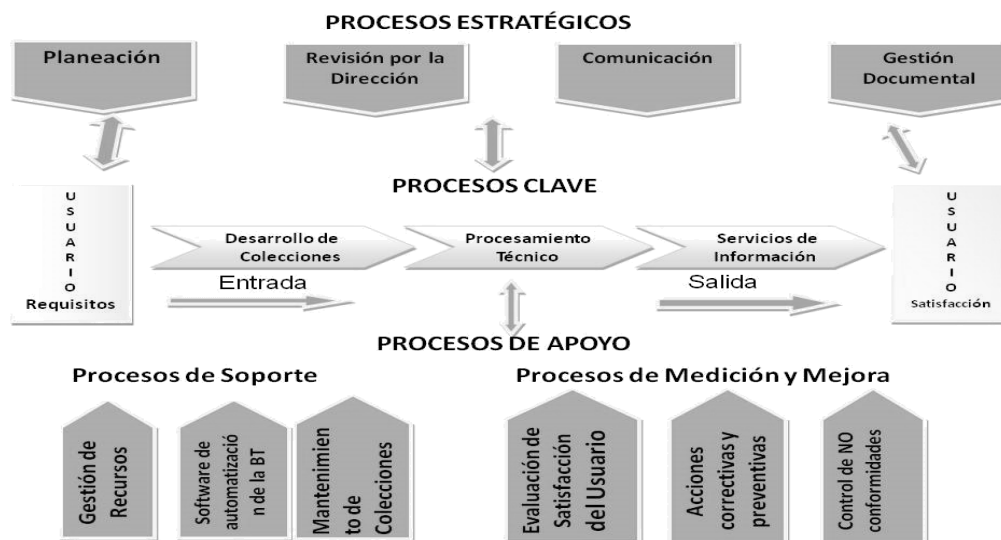 PROCESOS ESTRATÉGICOS
Planeación
Revisión por la
Dirección
Comunicación
Gestión
Documental
PROCESOS CLAVE
USUARIO
Requisitos
Desarrollo de
Colecciones
Procesamiento
Técnico
Servicios de
Información
USUARIO
Satisfacción
Entrada
Salida
PROCESOS DE APOYO
Procesos de Soporte
Procesos de Medición y Mejora
Gestión de
Recursos
Software de
automatizació
n de la BT
Mantenimien
to de
Colecciones
Evaluación de
Satisfacción
del Usuario
Acciones
correctivas y
preventivas
Control de NO
conformidades